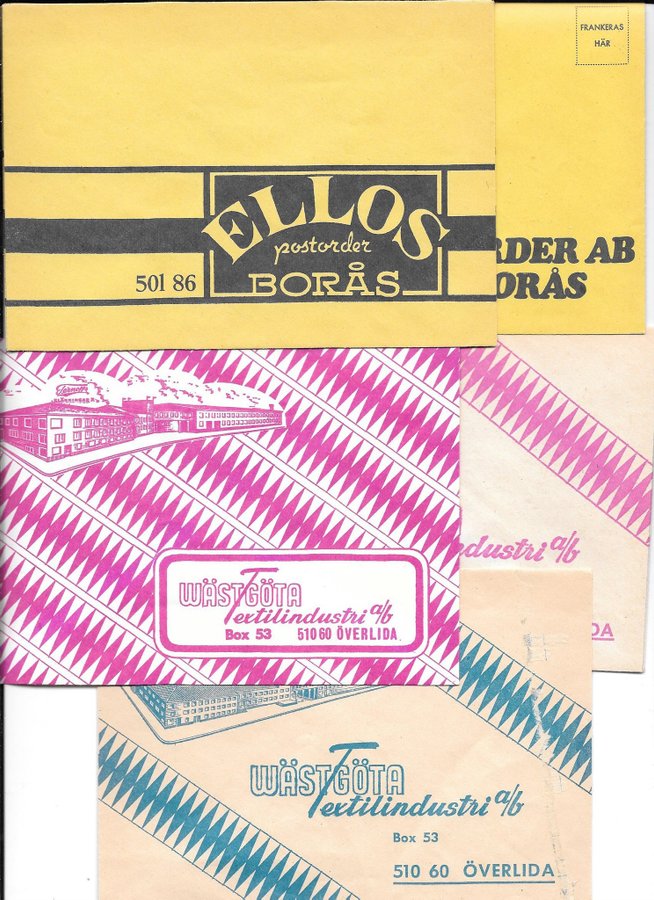 ELLOS
postorder
BORÅS
501 86
FRANKERAS
HÄR
RDER AB
ORÅS
WÄSTGÖTA
Textilindustri a/b
Box 53 510 60 ÖVERLIDA
dustri a/b
DA
WÄSTGÖTA
Textilindustri a/b
Box 53
510 60 ÖVERLIDA